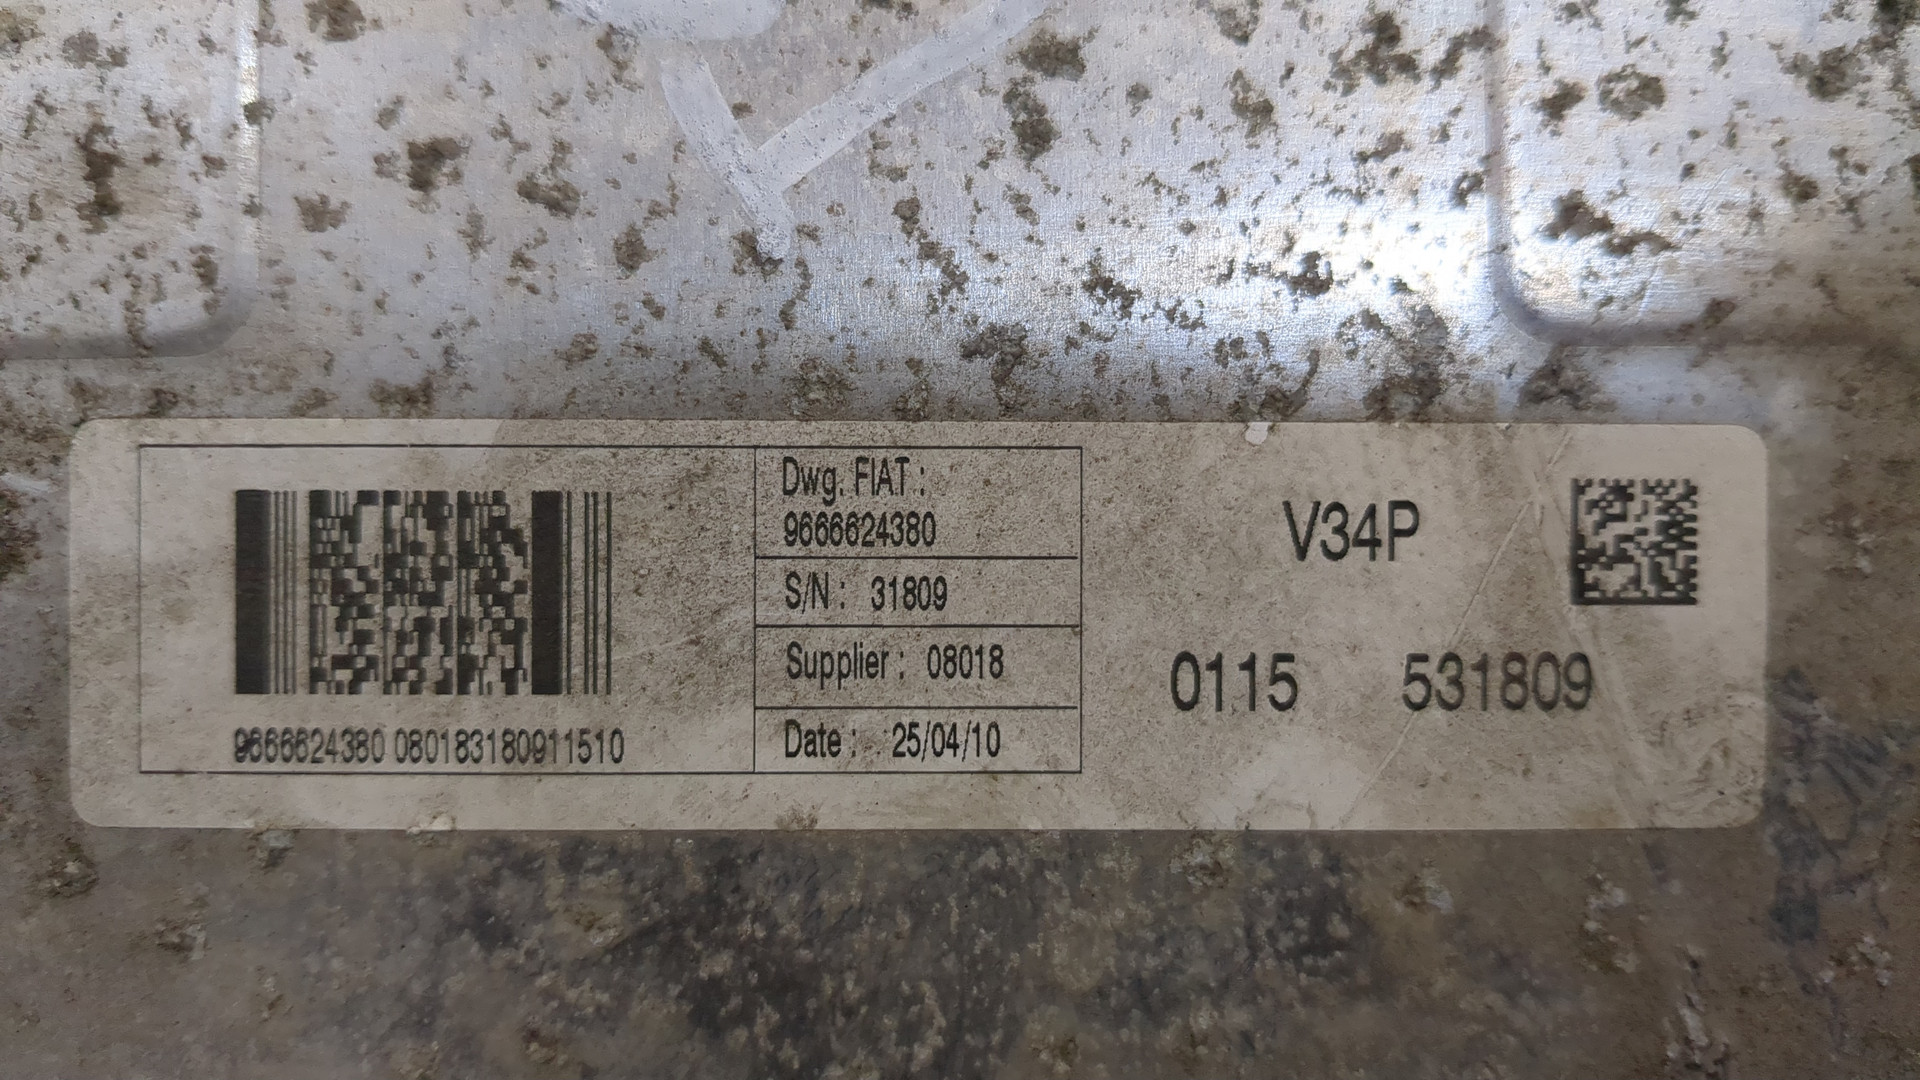 Dwg. FIAT :
9666624380
S/N : 31809
Supplier : 08018
Date : 25/04/10
9666624380 080183180911510
V34P
0115 531809